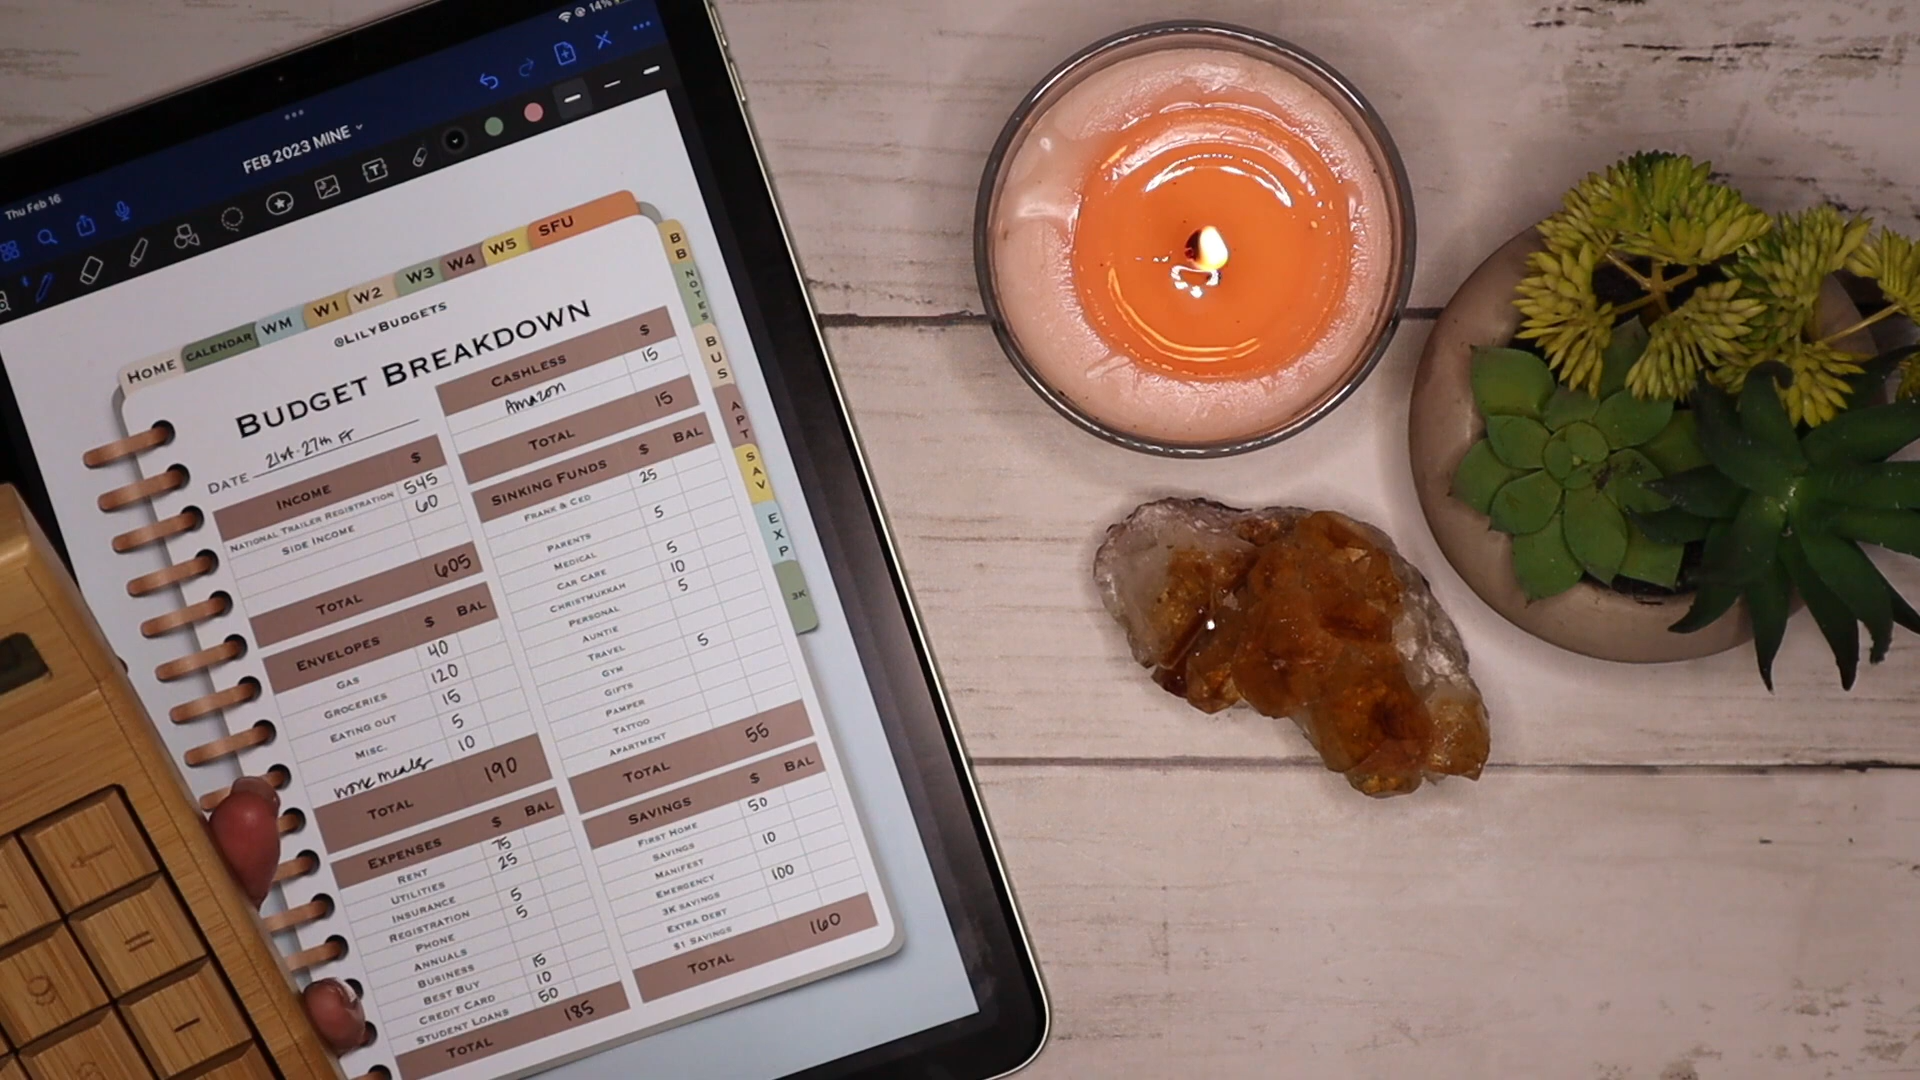 Thu Feb 16
14%
FEB 2023 MINE
HOME CALENDAR WM W1 W2 W3 W4 W5 SFU
@LILYBUDGETS
BUDGET BREAKDOWN
DATE 21st-27th FT
INCOME $
NATIONAL TRAILER REGISTRATION 545
SIDE INCOME 60
TOTAL 605
ENVELOPES $ BAL
GAS 40
GROCERIES 120
EATING OUT 15
MISC. 5
work meals 10
TOTAL 190
EXPENSES $ BAL
RENT 75
UTILITIES 25
INSURANCE
REGISTRATION 5
PHONE 5
ANNUALS
BUSINESS
BEST BUY 15
CREDIT CARD 10
STUDENT LOANS 50
TOTAL 185
CASHLESS $
Amazon 15
TOTAL 15
SINKING FUNDS $ BAL
FRANK & CEO 25
PARENTS 5
MEDICAL
CAR CARE 5
CHRISTMUKKAH 10
PERSONAL 5
AUNTIE
TRAVEL
GYM 5
GIFTS
PAMPER
TATTOO
APARTMENT
TOTAL 55
SAVINGS $ BAL
FIRST HOME 50
SAVINGS
MANIFEST 10
EMERGENCY
3K SAVINGS 100
EXTRA DEBT
$1 SAVINGS
TOTAL 160
BB
NOTES
BUS
APT
SAV
EXP
3K